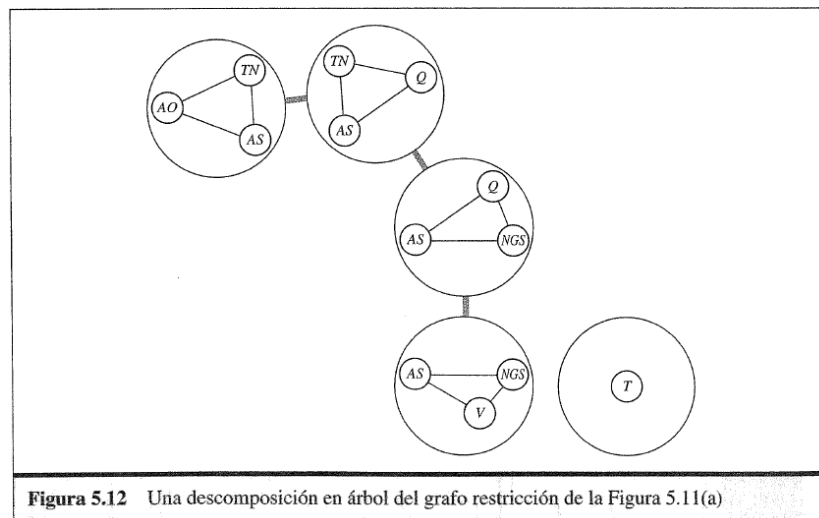 TN
AO
AS
TN
Q
AS
Q
AS
NGS
AS
NGS
V
T
Figura 5.12 Una descomposición en árbol del grafo restricción de la Figura 5.11(a)